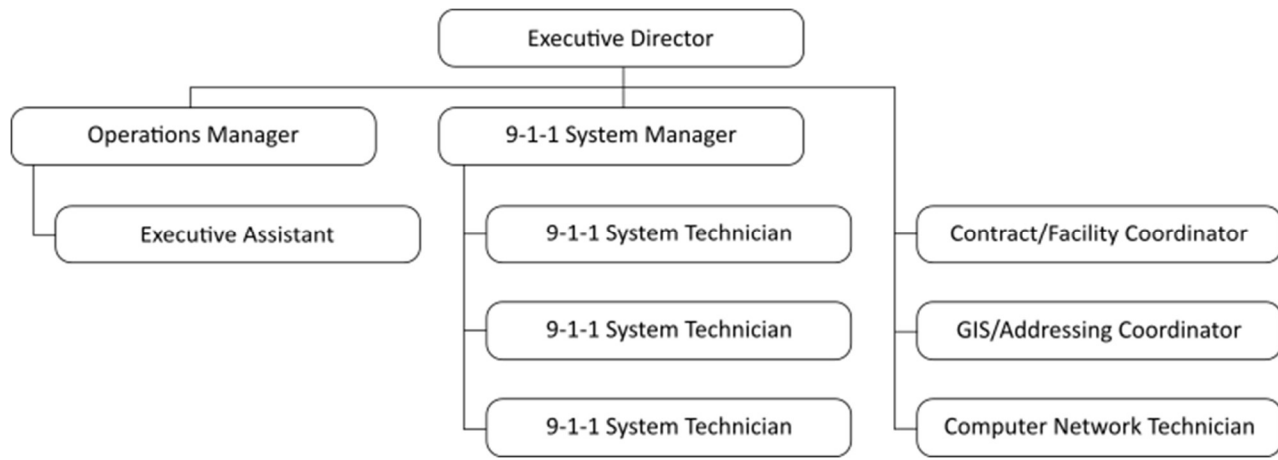 Executive Director
Operations Manager
9-1-1 System Manager
Executive Assistant
9-1-1 System Technician
Contract/Facility Coordinator
9-1-1 System Technician
GIS/Addressing Coordinator
9-1-1 System Technician
Computer Network Technician